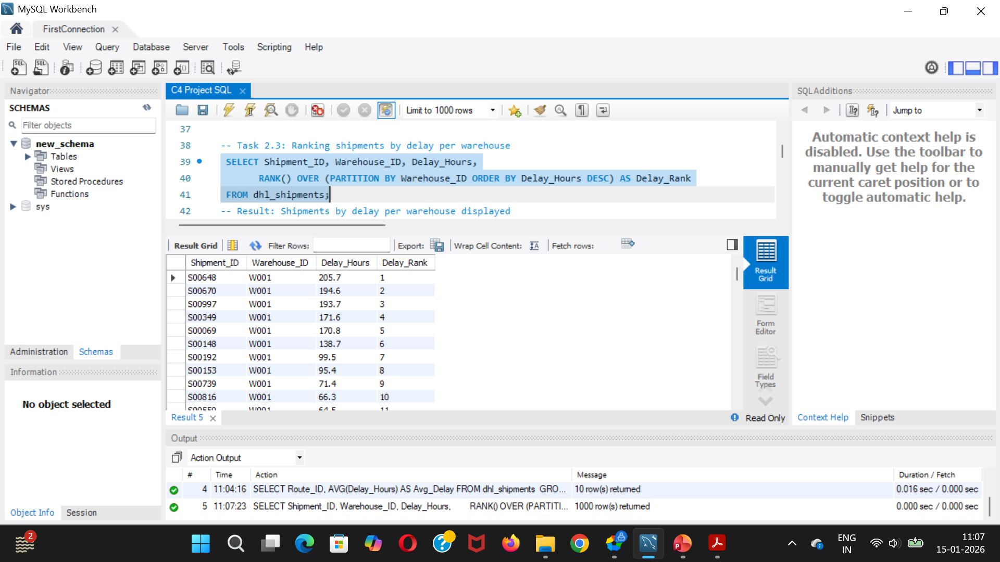 MySQL Workbench
FirstConnection
File Edit View Query Database Server Tools Scripting Help
Navigator
SCHEMAS
Filter objects
new_schema
Tables
Views
Stored Procedures
Functions
sys
Administration Schemas
Information
No object selected
Object Info Session
C4 Project SQL
Limit to 1000 rows
37
38 -- Task 2.3: Ranking shipments by delay per warehouse
39 SELECT Shipment_ID, Warehouse_ID, Delay_Hours,
40 RANK() OVER (PARTITION BY Warehouse_ID ORDER BY Delay_Hours DESC) AS Delay_Rank
41 FROM dhl_shipments;
42 -- Result: Shipments by delay per warehouse displayed
Result Grid Filter Rows: Export: Wrap Cell Content: Fetch rows:
Shipment_ID Warehouse_ID Delay_Hours Delay_Rank
S00648 W001 205.7 1
S00670 W001 194.6 2
S00997 W001 193.7 3
S00349 W001 171.6 4
S00069 W001 170.8 5
S00148 W001 138.7 6
S00192 W001 99.5 7
S00153 W001 95.4 8
S00739 W001 71.4 9
S00816 W001 66.3 10
Result Grid
Form Editor
Field Types
Result 5
Read Only
SQLAdditions
Jump to
Automatic context help is
disabled. Use the toolbar to
manually get help for the
current caret position or to
toggle automatic help.
Context Help Snippets
Output
Action Output
# Time Action Message Duration / Fetch
4 11:04:16 SELECT Route_ID, AVG(Delay_Hours) AS Avg_Delay FROM dhl_shipments GRO... 10 row(s) returned 0.016 sec / 0.000 sec
5 11:07:23 SELECT Shipment_ID, Warehouse_ID, Delay_Hours, RANK() OVER (PARTITI... 1000 row(s) returned 0.000 sec / 0.000 sec
2
ENG
IN
11:07
15-01-2026